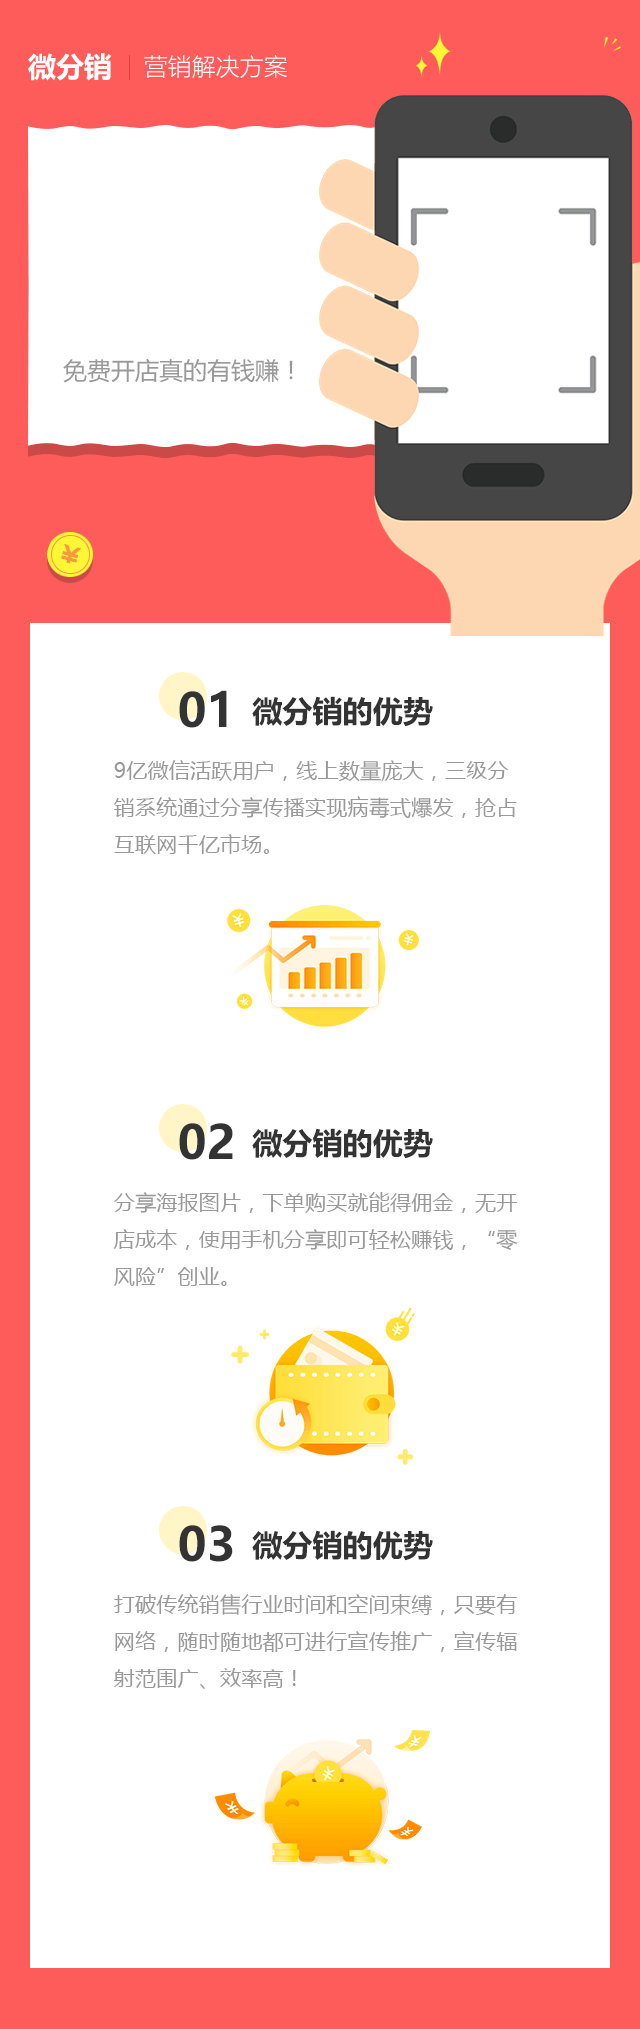 微分销 营销解决方案
免费开店真的有钱赚！
01 微分销的优势
9亿微信活跃用户，线上数量庞大，三级分
销系统通过分享传播实现病毒式爆发，抢占
互联网千亿市场。
02 微分销的优势
分享海报图片，下单购买就能得佣金，无开
店成本，使用手机分享即可轻松赚钱，“零
风险”创业。
03 微分销的优势
打破传统销售行业时间和空间束缚，只要有
网络，随时随地都可进行宣传推广，宣传辐
射范围广、效率高！